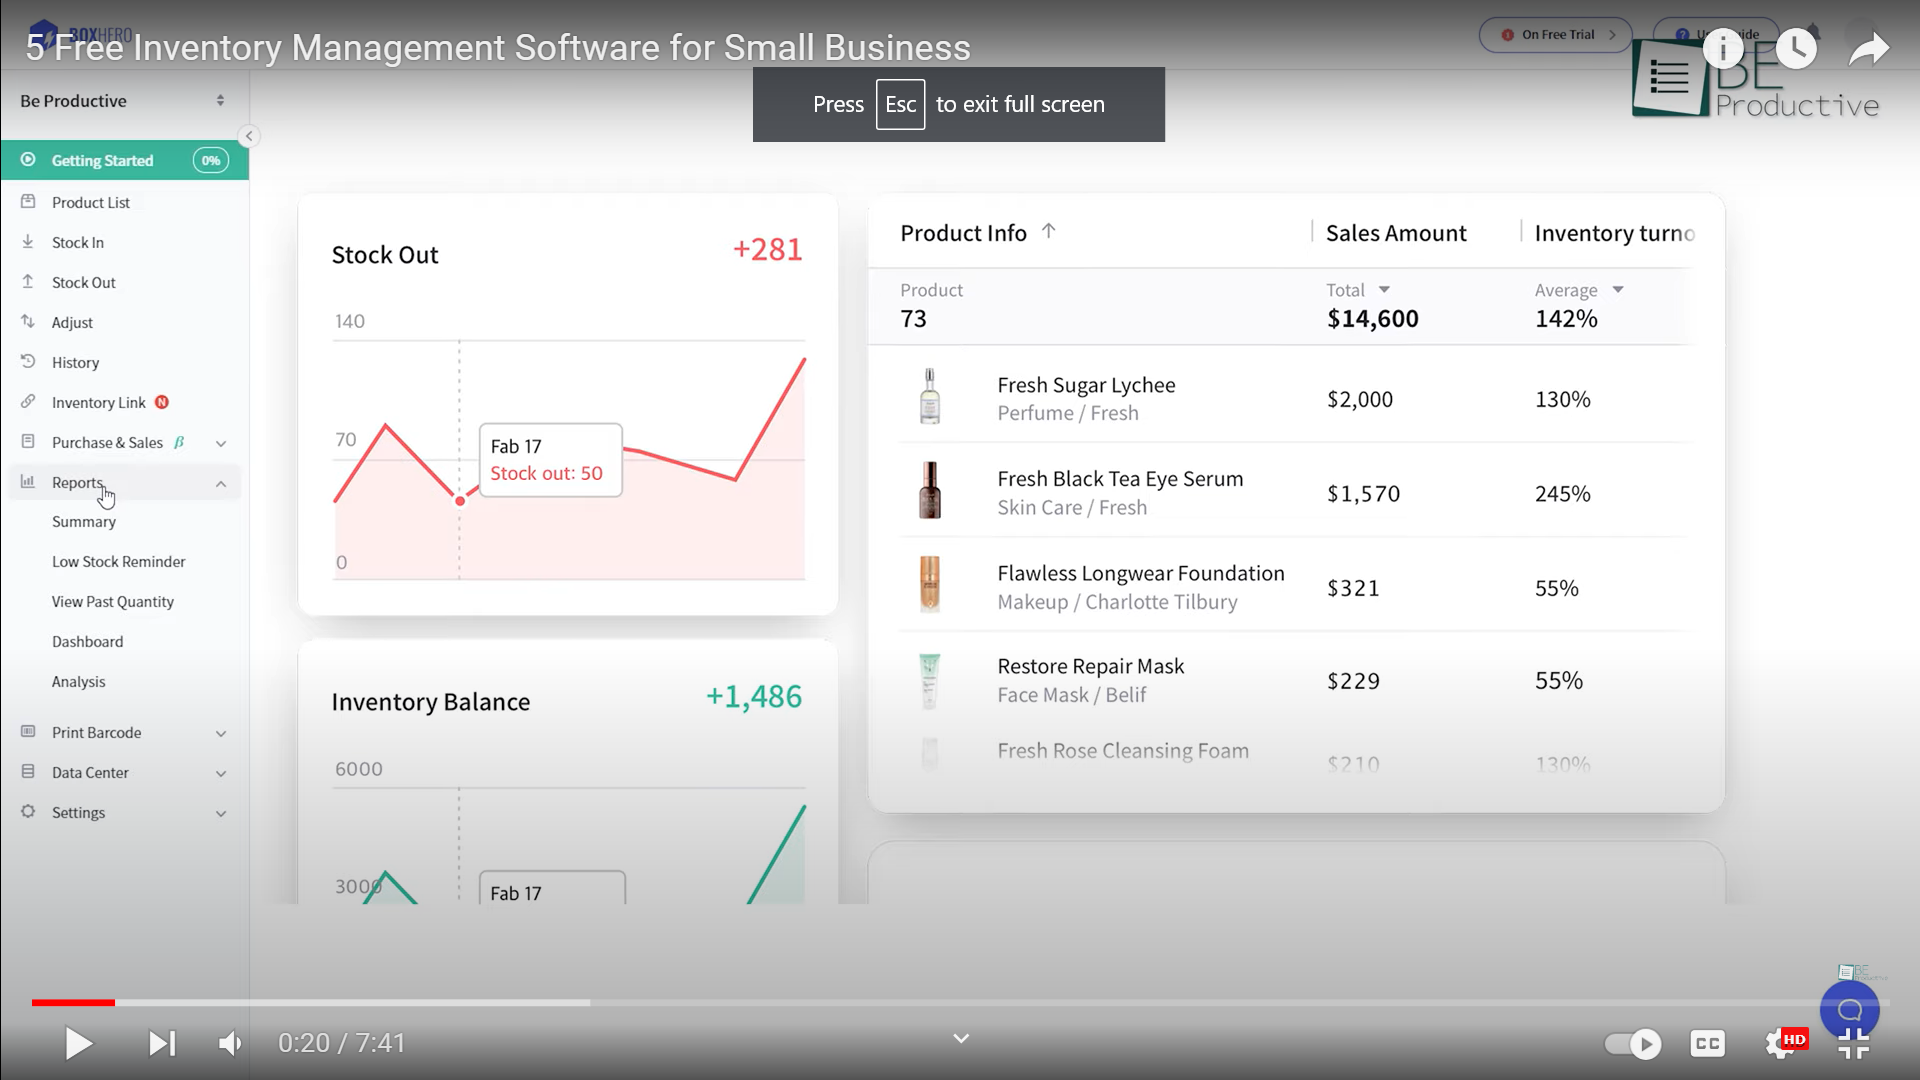 BOXHERO
5 Free Inventory Management Software for Small Business
On Free Trial
BE
Productive
Press Esc to exit full screen
Be Productive
Getting Started 0%
Product List
Stock In
Stock Out
Adjust
History
Inventory Link N
Purchase & Sales β
Reports
Summary
Low Stock Reminder
View Past Quantity
Dashboard
Analysis
Print Barcode
Data Center
Settings
Stock Out +281
140
70
0
Fab 17
Stock out: 50
Inventory Balance +1,486
6000
3000
Fab 17
Product Info Sales Amount Inventory turno
Product Total Average
73 $14,600 142%
Fresh Sugar Lychee
Perfume / Fresh
$2,000 130%
Fresh Black Tea Eye Serum
Skin Care / Fresh
$1,570 245%
Flawless Longwear Foundation
Makeup / Charlotte Tilbury
$321 55%
Restore Repair Mask
Face Mask / Belif
$229 55%
Fresh Rose Cleansing Foam
$210 130%
BE
0:20 / 7:41
CC
HD